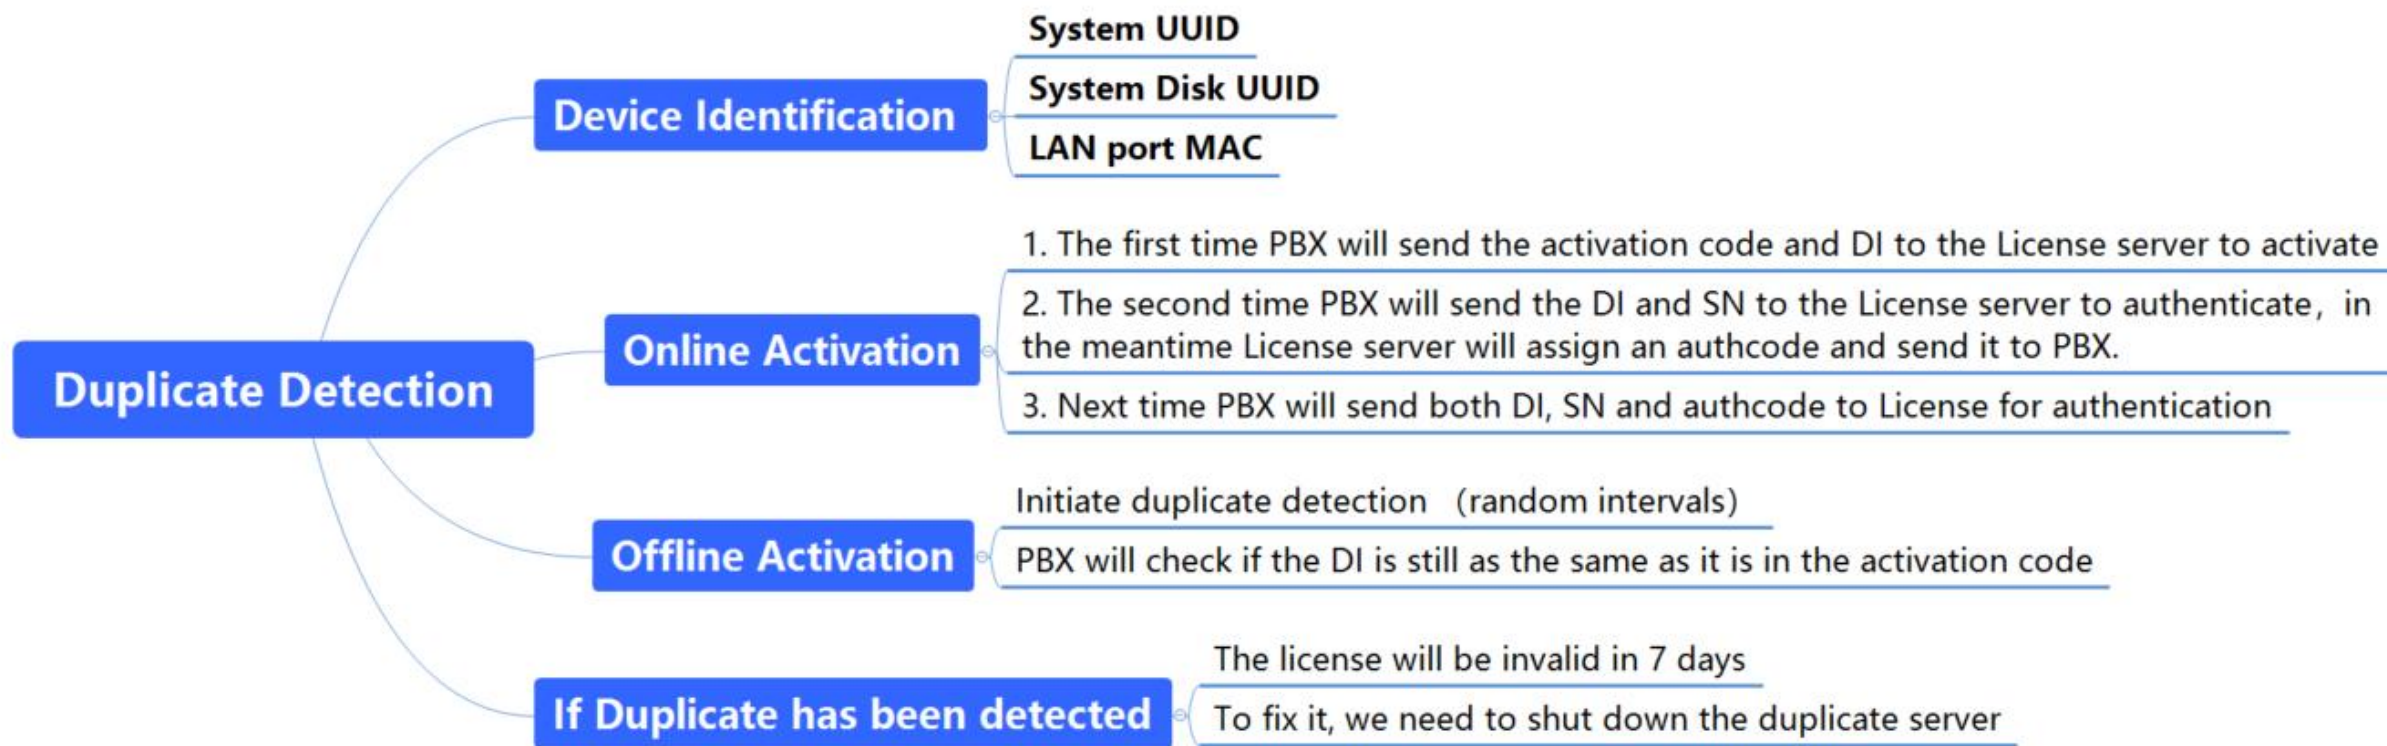 Duplicate Detection
Device Identification
System UUID
System Disk UUID
LAN port MAC
Online Activation
1. The first time PBX will send the activation code and DI to the License server to activate
2. The second time PBX will send the DI and SN to the License server to authenticate，in
the meantime License server will assign an authcode and send it to PBX.
3. Next time PBX will send both DI, SN and authcode to License for authentication
Offline Activation
Initiate duplicate detection （random intervals）
PBX will check if the DI is still as the same as it is in the activation code
If Duplicate has been detected
The license will be invalid in 7 days
To fix it, we need to shut down the duplicate server